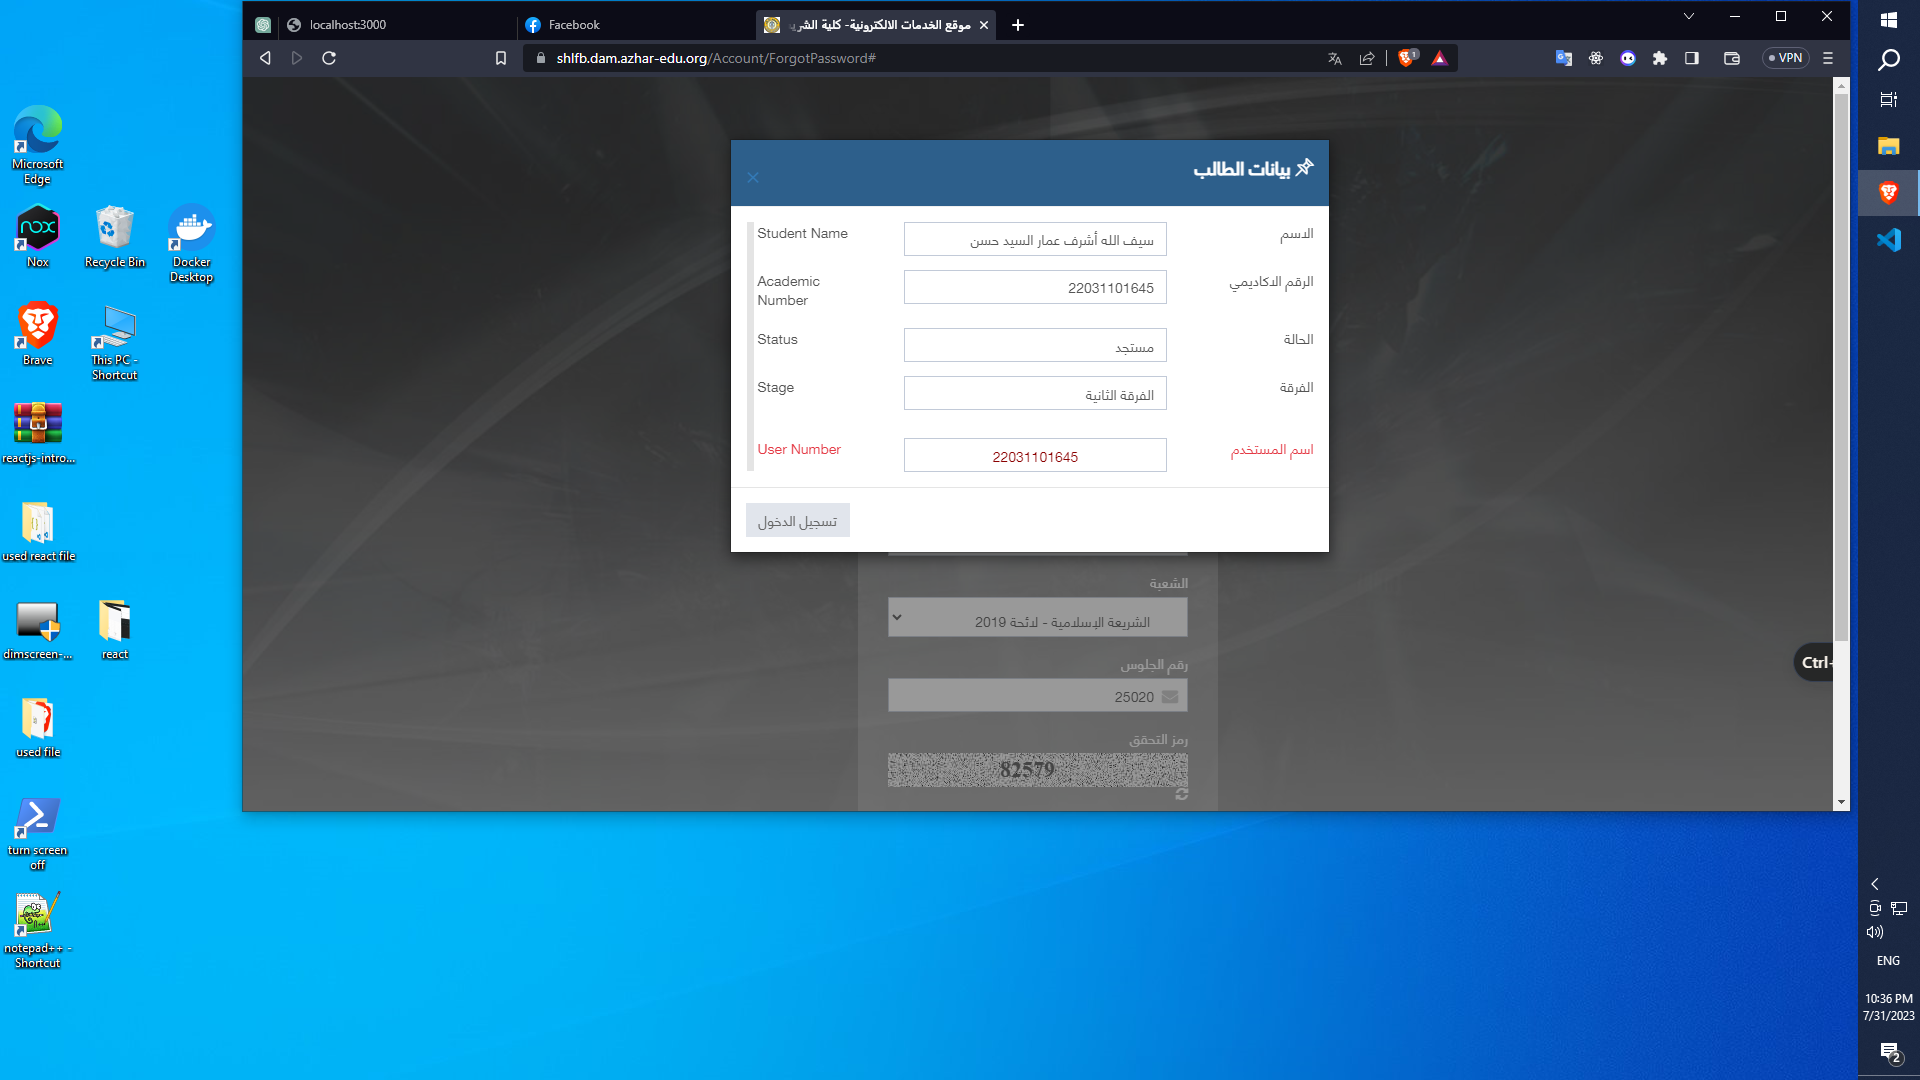 localhost:3000
Facebook
موقع الخدمات الالكترونية- كلية الشري
shlfb.dam.azhar-edu.org/Account/ForgotPassword#
1
VPN
بيانات الطالب
Student Name
سيف الله أشرف عمار السيد حسن
الاسم
Academic Number
22031101645
الرقم الاكاديمي
Status
مستجد
الحالة
Stage
الفرقة الثانية
الفرقة
User Number
22031101645
اسم المستخدم
تسجيل الدخول
الشعبة
الشريعة الإسلامية - لائحة 2019
رقم الجلوس
25020
رمز التحقق
82579
Ctrl+
Microsoft Edge
nox
Nox
Recycle Bin
Docker Desktop
Brave
This PC - Shortcut
reactjs-intro...
used react file
dimscreen-...
react
used file
turn screen off
notepad++ - Shortcut
ENG
10:36 PM
7/31/2023
2